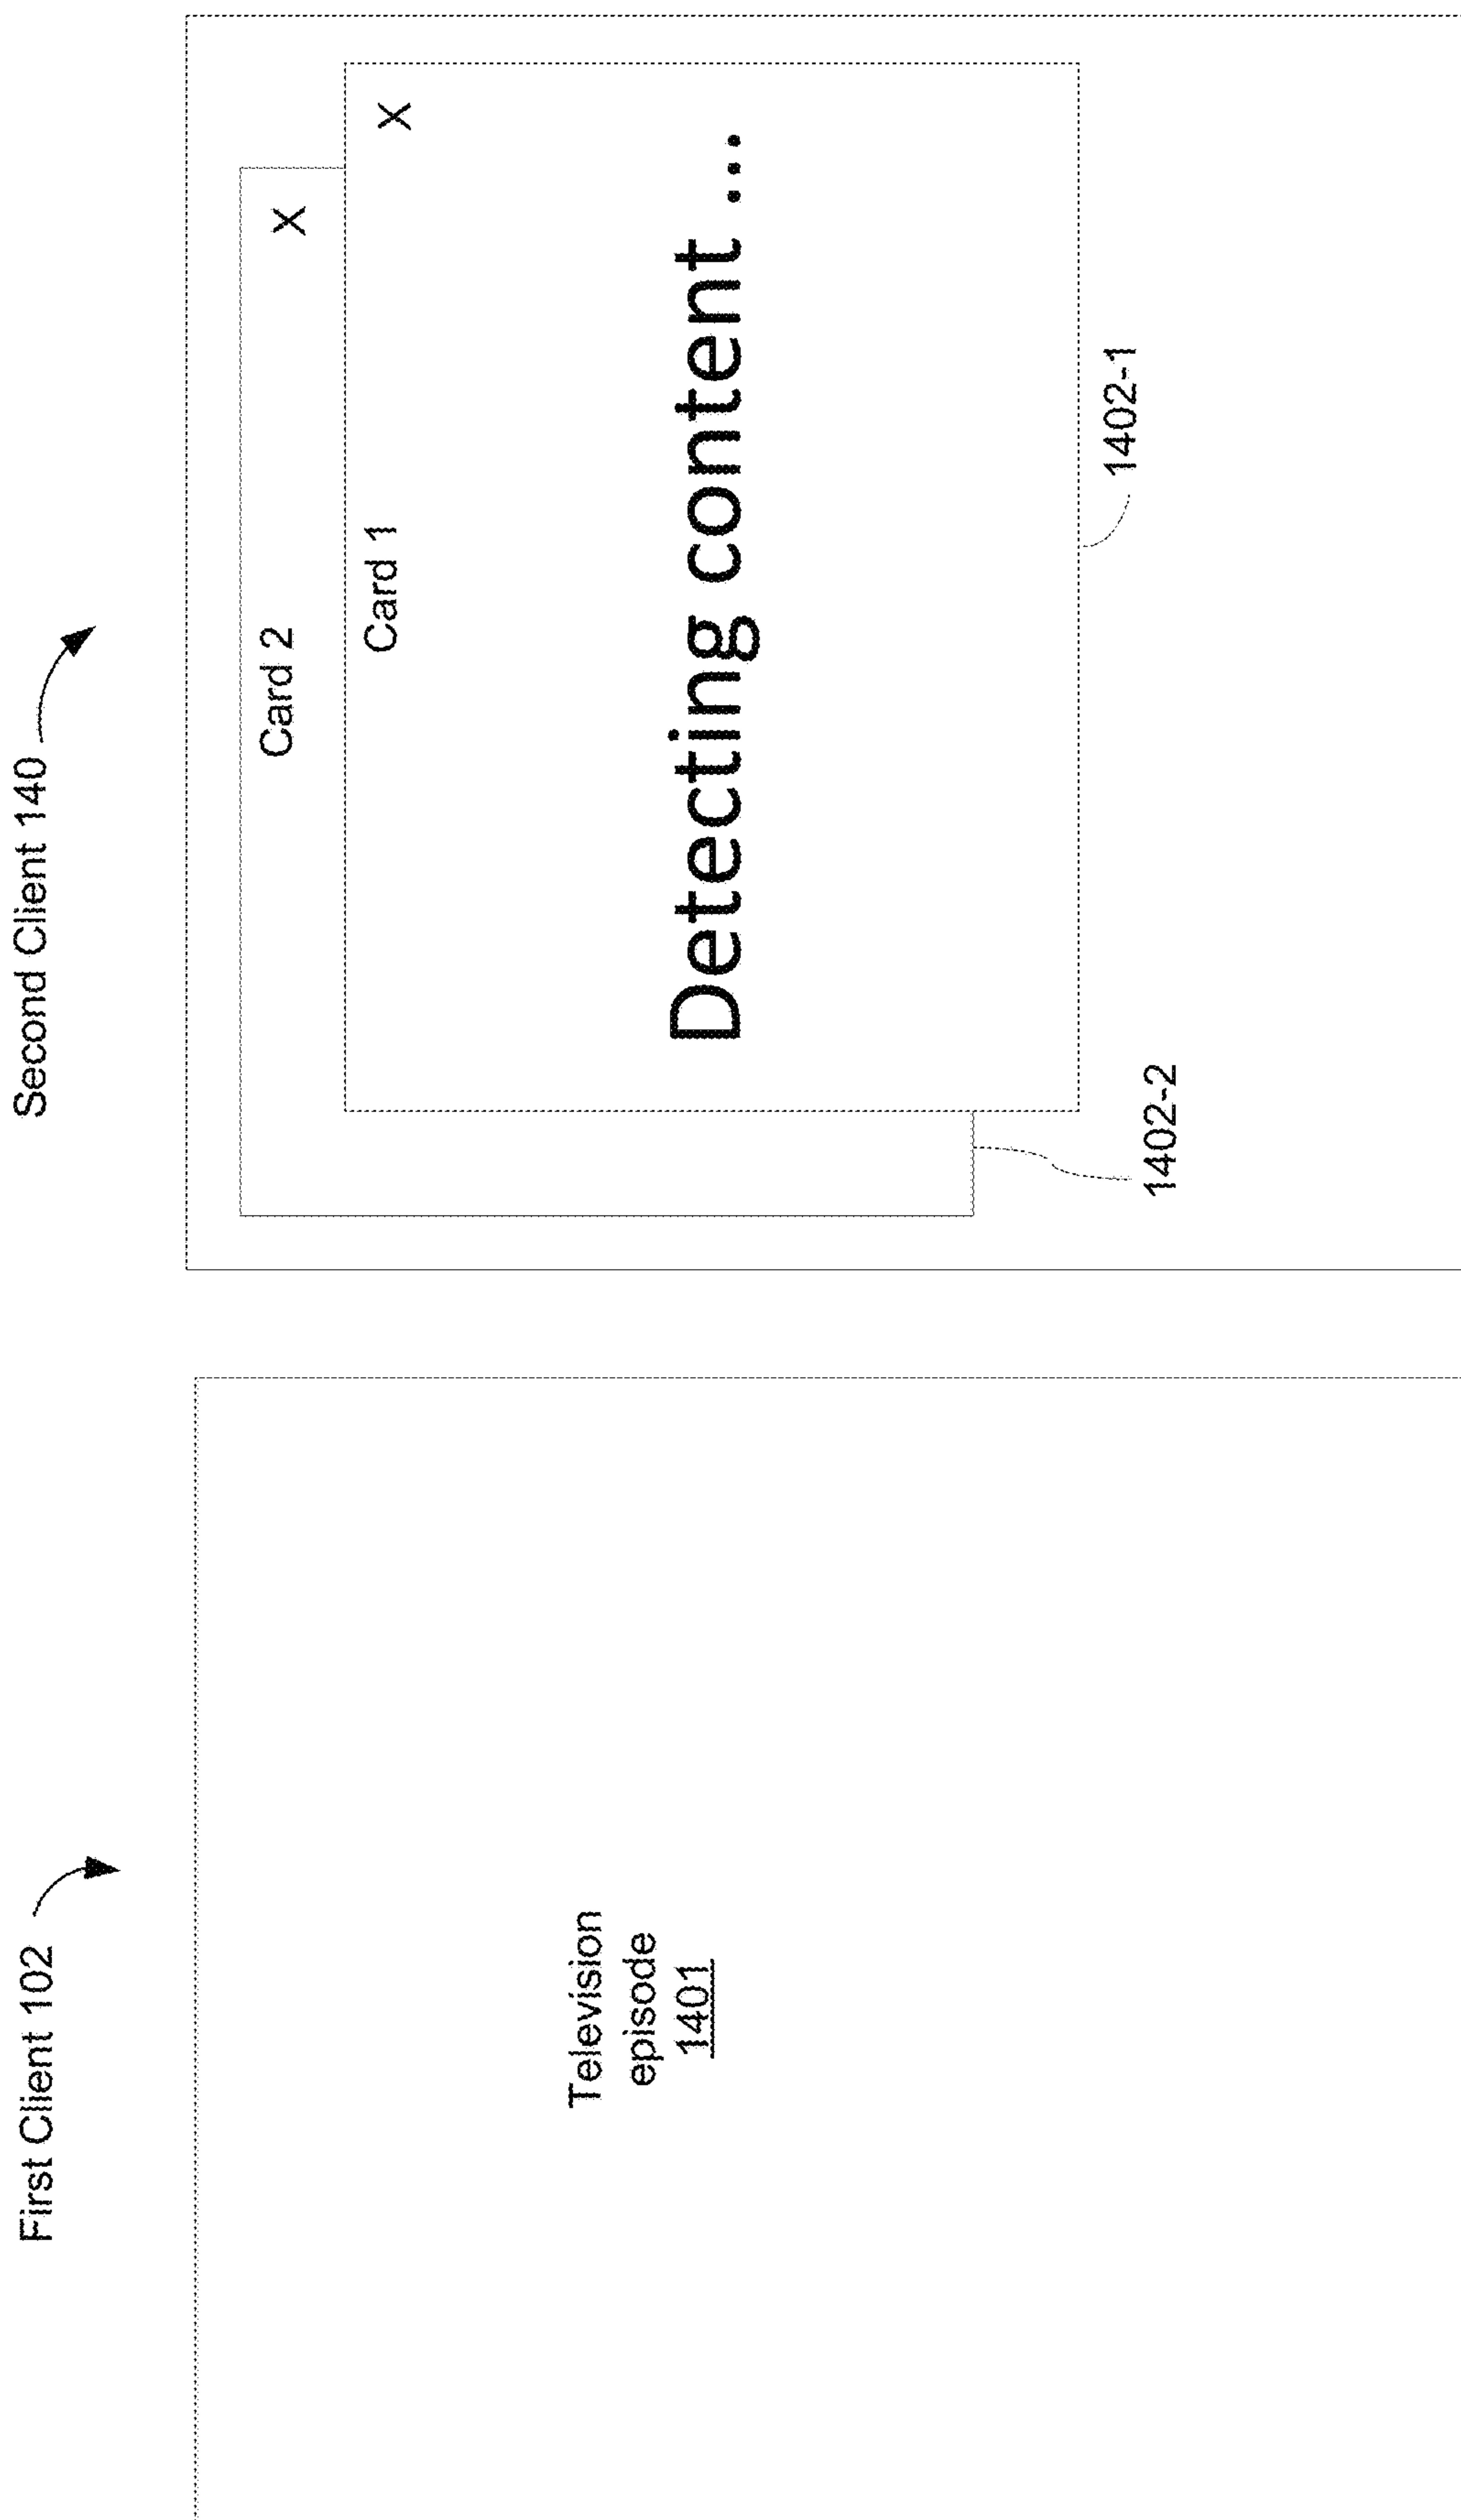 First Client 102
Television
episode
1401
Second Client 140
Card 2
X
Card 1
X
Detecting content ...
1402-1
1402-2